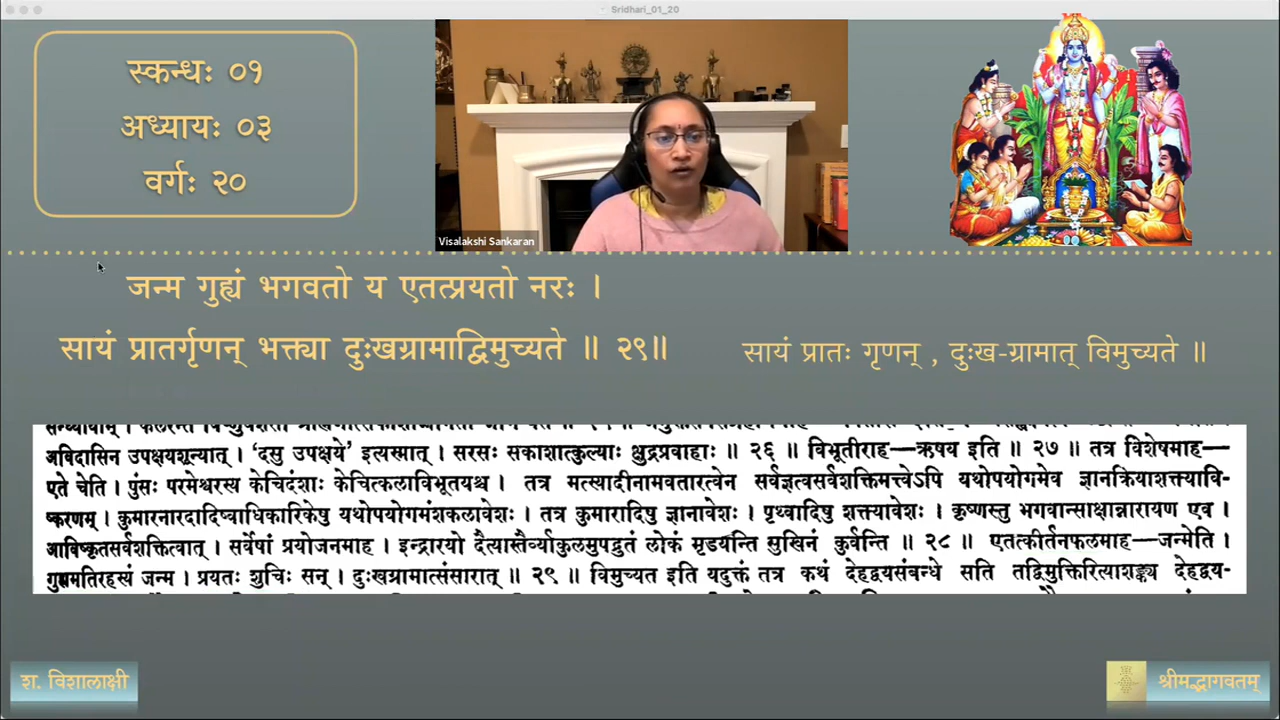 Sridhari_01_20
स्कन्धः ०१
अध्यायः ०३
वर्गः २०
Visalakshi Sankaran
जन्म गुह्यं भगवतो य एतत्प्रयतो नरः ।
सायं प्रातर्गृणन् भक्त्या दुःखग्रामाद्विमुच्यते ॥ २९॥
सायं प्रातः गृणन् , दुःख-ग्रामात् विमुच्यते ॥
अविदासिन उपक्षयशून्यात् । ‘दसु उपक्षये’ इत्यस्मात् । सरसः सकाशात्कुल्याः क्षुद्रप्रवाहाः ॥ २६ ॥ विभूतीराह—ऋषय इति ॥ २७ ॥ तत्र विशेषमाह—
एते चेति । पुंसः परमेश्वरस्य केचिदंशाः केचित्कलाविभूतयश्च । तत्र मत्स्यादीनामवतारत्वेन सर्वज्ञत्वसर्वशक्तिमत्त्वेऽपि यथोपयोगमेव ज्ञानक्रियाशक्त्यावि-
ष्करणम् । कुमारनारदादिष्वाधिकारिकेषु यथोपयोगमंशकलावेशः । तत्र कुमारादिषु ज्ञानावेशः । पृथ्वादिषु शक्त्यावेशः । कृष्णस्तु भगवान्साक्षान्नारायण एव ।
आविष्कृतसर्वशक्तित्वात् । सर्वेषां प्रयोजनमाह । इन्द्रारयो दैत्यास्तैर्व्याकुलमुपद्रुतं लोकं मृडयन्ति सुखिनं कुर्वन्ति ॥ २८ ॥ एतत्कीर्तनफलमाह—जन्मेति ।
गुह्यमतिरहस्यं जन्म । प्रयतः शुचिः सन् । दुःखग्रामात्संसारात् ॥ २९ ॥ विमुच्यत इति यदुक्तं तत्र कथं देहद्वयसंबन्धे सति तद्विमुक्तिरित्याशङ्क्य देहद्वय-
श. विशालाक्षी
श्रीमद्भागवतम्